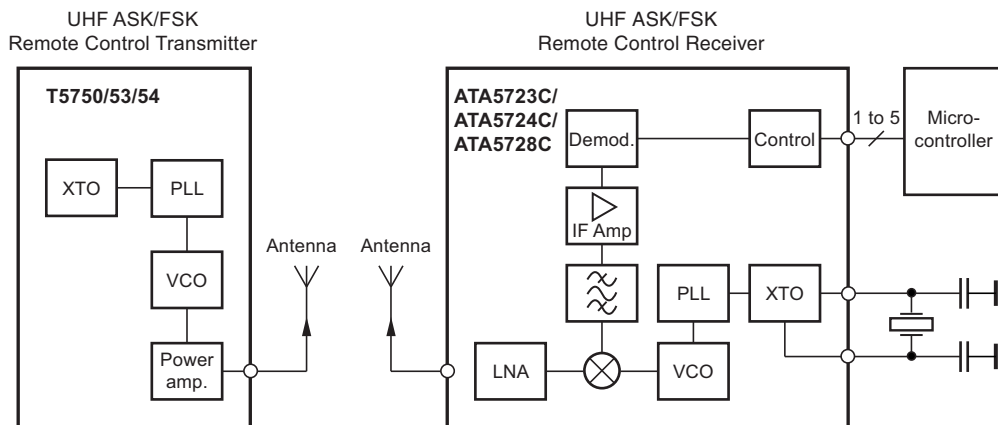 UHF ASK/FSK
Remote Control Transmitter
T5750/53/54
XTO
PLL
VCO
Power
amp.
Antenna
Antenna
UHF ASK/FSK
Remote Control Receiver
ATA5723C/
ATA5724C/
ATA5728C
Demod.
Control
IF Amp
PLL
XTO
LNA
VCO
1 to 5
Micro-
controller